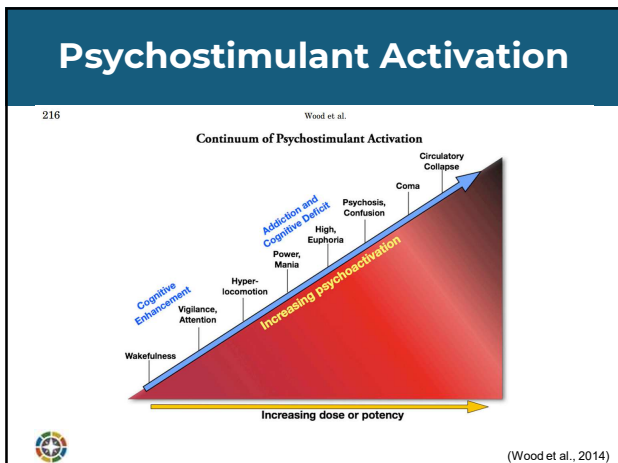 Psychostimulant Activation
216
Wood et al.
Continuum of Psychostimulant Activation
Circulatory
Collapse
Coma
Psychosis,
Confusion
Addiction and
Cognitive Deficit
High,
Euphoria
Power,
Mania
Hyper-
locomotion
Cognitive
Enhancement
Vigilance,
Attention
Wakefulness
Increasing psychoactivation
Increasing dose or potency
(Wood et al., 2014)